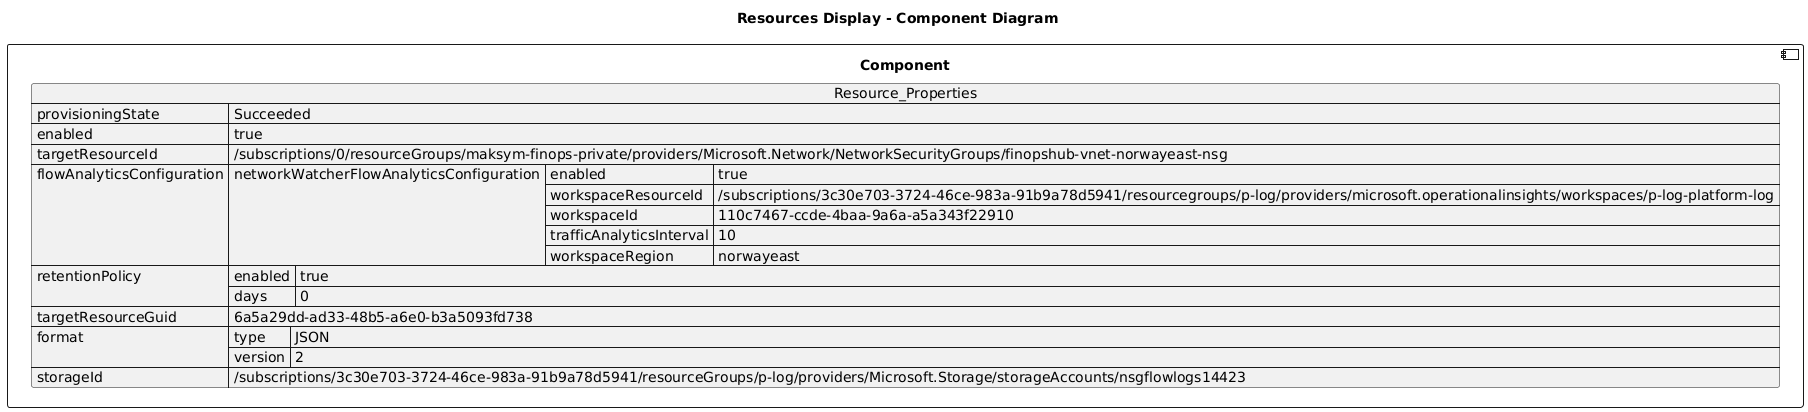 Resources Display - Component Diagram
Component
Resource_Properties
provisioningState Succeeded
enabled true
targetResourceId /subscriptions/0/resourceGroups/maksym-finops-private/providers/Microsoft.Network/NetworkSecurityGroups/finopshub-vnet-norwayeast-nsg
flowAnalyticsConfiguration networkWatcherFlowAnalyticsConfiguration enabled true
workspaceResourceId /subscriptions/3c30e703-3724-46ce-983a-91b9a78d5941/resourcegroups/p-log/providers/microsoft.operationalinsights/workspaces/p-log-platform-log
workspaceId 110c7467-ccde-4baa-9a6a-a5a343f22910
trafficAnalyticsInterval 10
workspaceRegion norwayeast
retentionPolicy enabled true
days 0
targetResourceGuid 6a5a29dd-ad33-48b5-a6e0-b3a5093fd738
format type JSON
version 2
storageId /subscriptions/3c30e703-3724-46ce-983a-91b9a78d5941/resourceGroups/p-log/providers/Microsoft.Storage/storageAccounts/nsgflowlogs14423